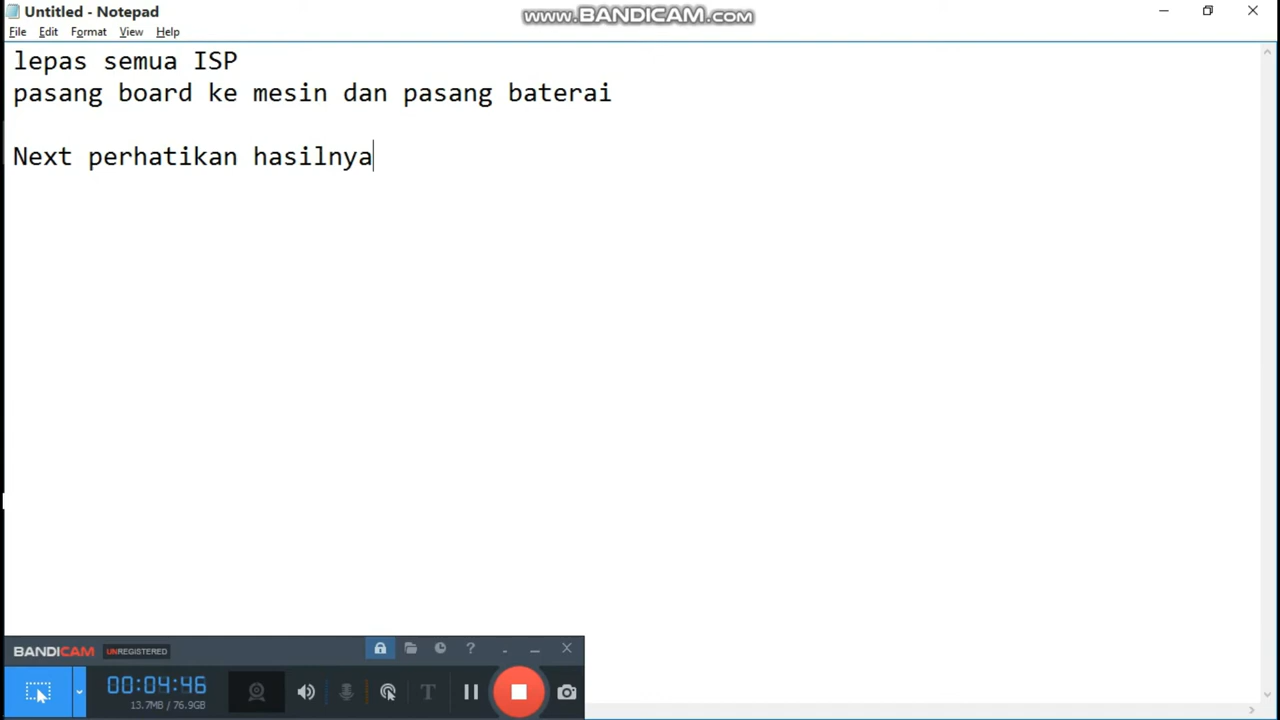 Untitled - Notepad
www.BANDICAM.com
File Edit Format View Help
lepas semua ISP
pasang board ke mesin dan pasang baterai
Next perhatikan hasilnya
BANDICAM UNREGISTERED
00:04:46
13.7MB / 76.9GB